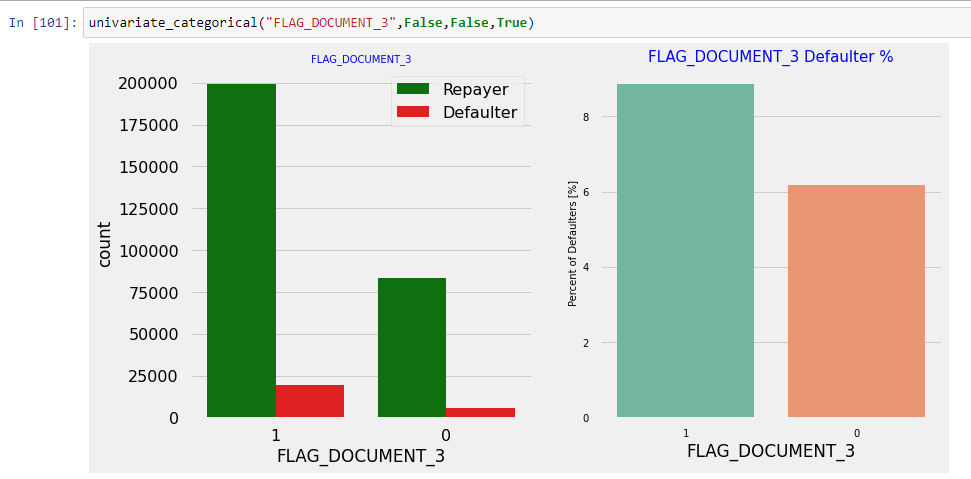 In [101]: univariate_categorical("FLAG_DOCUMENT_3",False,False,True)
FLAG_DOCUMENT_3
Repayer
Defaulter
200000
175000
150000
125000
100000
75000
50000
25000
0
count
1 0
FLAG_DOCUMENT_3
FLAG_DOCUMENT_3 Defaulter %
8
6
4
2
0
Percent of Defaulters [%]
1 0
FLAG_DOCUMENT_3